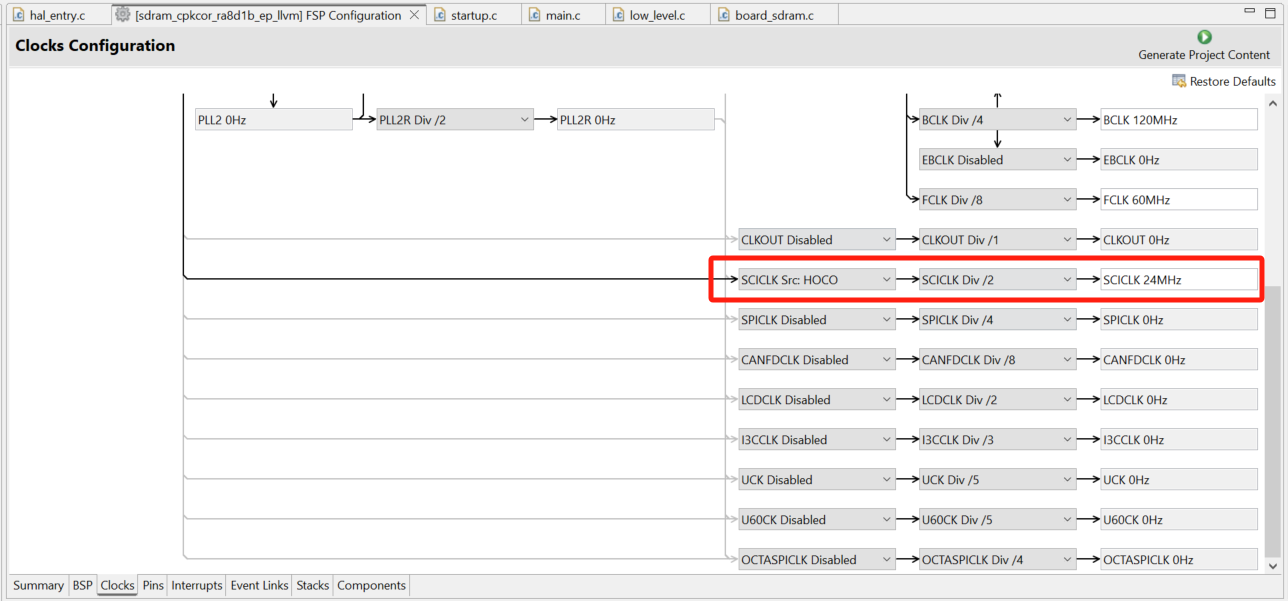 hal_entry.c [sdram_cpkcor_ra8d1b_ep_llvm] FSP Configuration startup.c main.c low_level.c board_sdram.c
Clocks Configuration
Generate Project Content
Restore Defaults
PLL2 0Hz PLL2R Div /2 PLL2R 0Hz BCLK Div /4 BCLK 120MHz
EBCLK Disabled EBCLK 0Hz
FCLK Div /8 FCLK 60MHz
CLKOUT Disabled CLKOUT Div /1 CLKOUT 0Hz
SCICLK Src: HOCO SCICLK Div /2 SCICLK 24MHz
SPICLK Disabled SPICLK Div /4 SPICLK 0Hz
CANFDCLK Disabled CANFDCLK Div /8 CANFDCLK 0Hz
LCDCLK Disabled LCDCLK Div /2 LCDCLK 0Hz
I3CCLK Disabled I3CCLK Div /3 I3CCLK 0Hz
UCK Disabled UCK Div /5 UCK 0Hz
U60CK Disabled U60CK Div /5 U60CK 0Hz
OCTASPICLK Disabled OCTASPICLK Div /4 OCTASPICLK 0Hz
Summary BSP Clocks Pins Interrupts Event Links Stacks Components